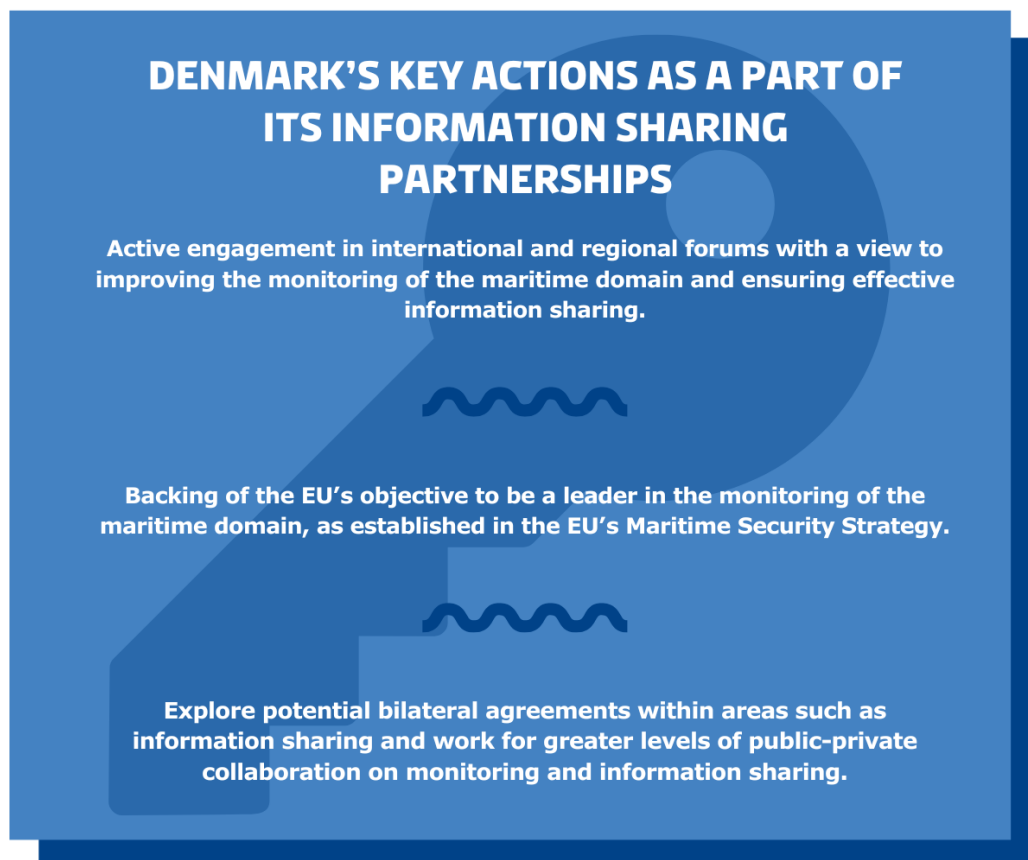 DENMARK’S KEY ACTIONS AS A PART OF
ITS INFORMATION SHARING
PARTNERSHIPS
Active engagement in international and regional forums with a view to
improving the monitoring of the maritime domain and ensuring effective
information sharing.
Backing of the EU’s objective to be a leader in the monitoring of the
maritime domain, as established in the EU’s Maritime Security Strategy.
Explore potential bilateral agreements within areas such as
information sharing and work for greater levels of public-private
collaboration on monitoring and information sharing.